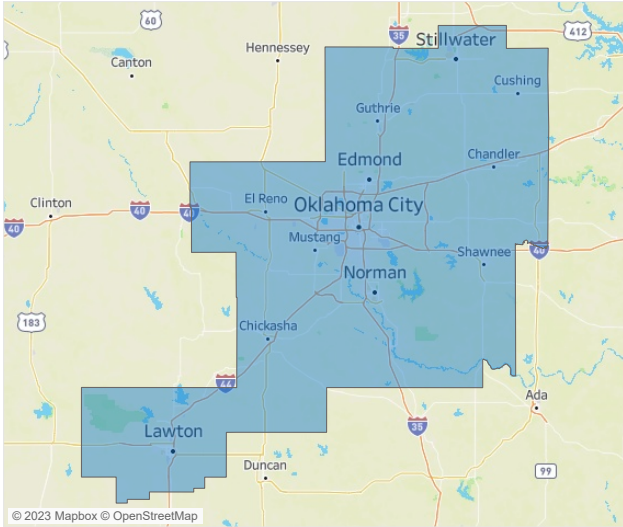 60
35
Stillwater
412
Hennessey
Canton
Cushing
Guthrie
Edmond
Chandler
Clinton
40
40
40
El Reno
Oklahoma City
Mustang
Shawnee
40
Norman
183
Chickasha
44
Ada
Lawton
35
Duncan
99
© 2023 Mapbox © OpenStreetMap